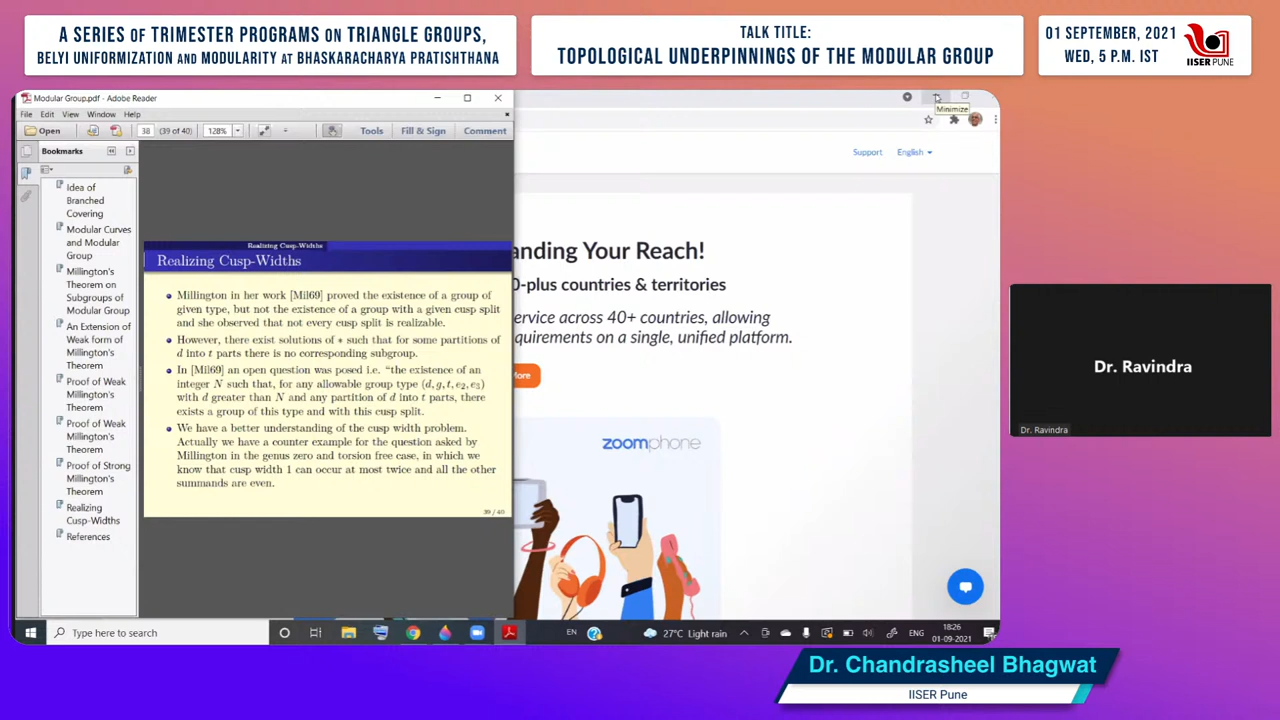 A SERIES OF TRIMESTER PROGRAMS ON TRIANGLE GROUPS,
BELYI UNIFORMIZATION AND MODULARITY AT BHASKARACHARYA PRATISHTHANA
TALK TITLE:
TOPOLOGICAL UNDERPINNINGS OF THE MODULAR GROUP
01 SEPTEMBER, 2021
WED, 5 P.M. IST
IISER PUNE
Modular Group.pdf - Adobe Reader
File Edit View Window Help
Open
38 (39 of 40) 128%
Tools Fill & Sign Comment
Bookmarks
Idea of
Branched
Covering
Modular Curves
and Modular
Group
Millington's
Theorem on
Subgroups of
Modular Group
An Extension of
Weak form of
Millington's
Theorem
Proof of Weak
Millington's
Theorem
Proof of Weak
Millington's
Theorem
Proof of Strong
Millington's
Theorem
Realizing
Cusp-Widths
References
Realizing Cusp-Widths
Realizing Cusp-Widths
Millington in her work [Mil69] proved the existence of a group of
given type, but not the existence of a group with a given cusp split
and she observed that not every cusp split is realizable.
However, there exist solutions of * such that for some partitions of
d into t parts there is no corresponding subgroup.
In [Mil69] an open question was posed i.e. "the existence of an
integer N such that, for any allowable group type (d, g, t, e2, e3)
with d greater than N and any partition of d into t parts, there
exists a group of this type and with this cusp split.
We have a better understanding of the cusp width problem.
Actually we have a counter example for the question asked by
Millington in the genus zero and torsion free case, in which we
know that cusp width 1 can occur at most twice and all the other
summands are even.
39 / 40
Minimize
Support English
anding Your Reach!
0-plus countries & territories
ervice across 40+ countries, allowing
quirements on a single, unified platform.
More
zoomphone
Type here to search
EN
27°C Light rain
ENG
18:26
01-09-2021
Dr. Ravindra
Dr. Ravindra
Dr. Chandrasheel Bhagwat
IISER Pune